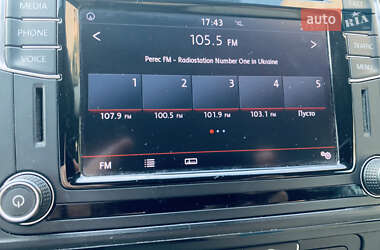 auto RIA
MEDIA
17:43
PHONE
105.5 FM
VOICE
Perec FM - Radiostation Number One in Ukraine
MENU
1 2 3 4 5
107.9 FM 100.5 FM 101.9 FM 103.1 FM Пусто
FM